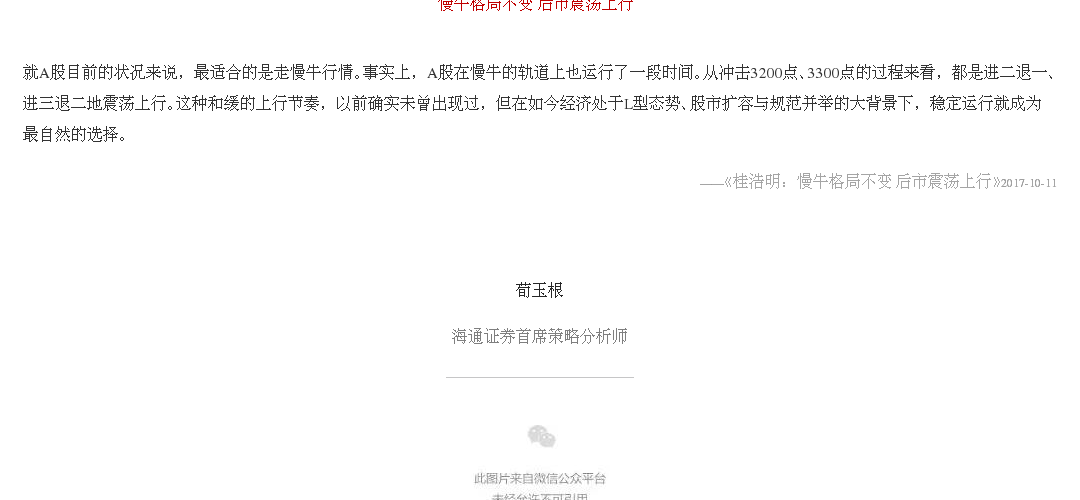 慢牛格局不变 后市震荡上行
就A股目前的状况来说，最适合的是走慢牛行情。事实上，A股在慢牛的轨道上也运行了一段时间。从冲击3200点、3300点的过程来看，都是进二退一、
进三退二地震荡上行。这种和缓的上行节奏，以前确实未曾出现过，但在如今经济处于L型态势、股市扩容与规范并举的大背景下，稳定运行就成为
最自然的选择。
——《桂浩明：慢牛格局不变 后市震荡上行》2017-10-11
荀玉根
海通证券首席策略分析师
此图片来自微信公众平台
未经允许不可引用